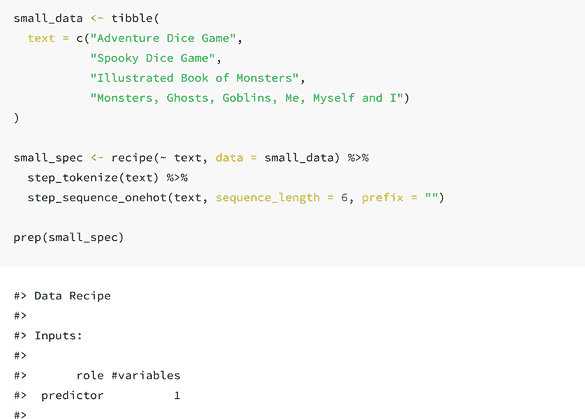 small_data <- tibble(
  text = c("Adventure Dice Game",
           "Spooky Dice Game",
           "Illustrated Book of Monsters",
           "Monsters, Ghosts, Goblins, Me, Myself and I")
)
small_spec <- recipe(~ text, data = small_data) %>%
  step_tokenize(text) %>%
  step_sequence_onehot(text, sequence_length = 6, prefix = "")
prep(small_spec)
#> Data Recipe
#>
#> Inputs:
#>
#>       role #variables
#>  predictor          1
#>